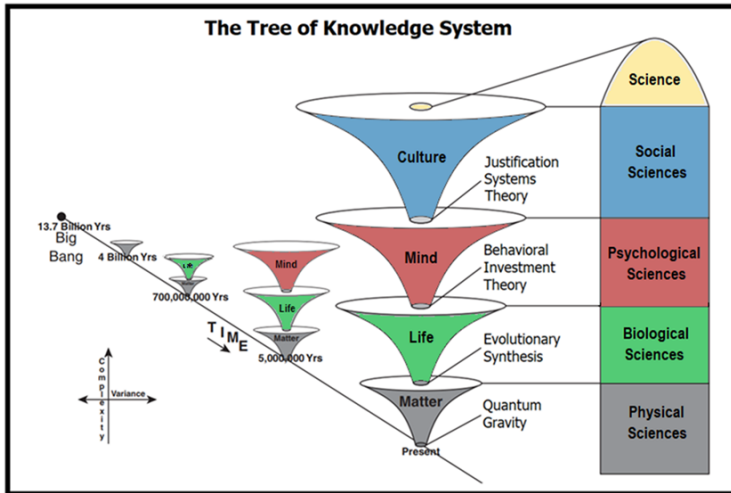 The Tree of Knowledge System
Science
Culture
Social
Sciences
Justification
Systems
Theory
13.7 Billion Yrs
Big
Bang
4 Billion Yrs
Life
700,000,000 Yrs
Mind
Life
Matter
5,000,000 Yrs
TIME
Mind
Behavioral
Investment
Theory
Psychological
Sciences
Life
Evolutionary
Synthesis
Biological
Sciences
Complexity
Variance
Matter
Quantum
Gravity
Present
Physical
Sciences